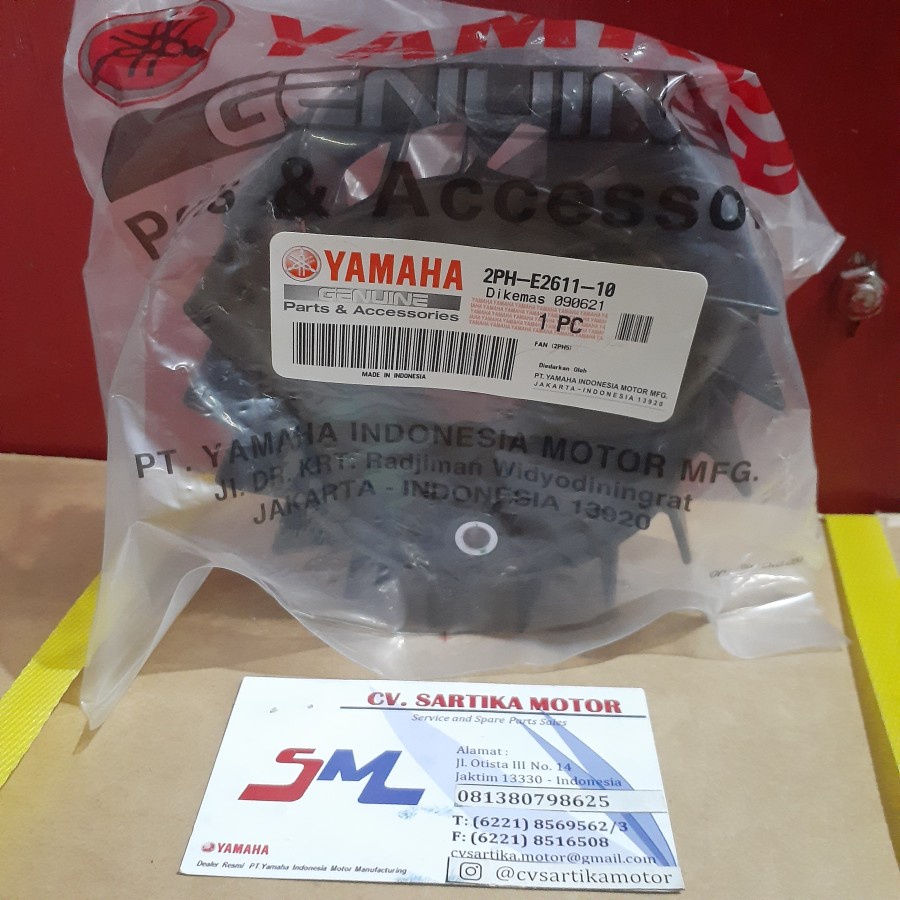 GENUINE
& Accesso
YAMAHA
GENUINE
Parts & Accessories
MADE IN INDONESIA
2PH-E2611-10
Dikemas 090621
1 PC
FAN (2PH5)
Diedarkan Oleh
PT. YAMAHA INDONESIA MOTOR MFG.
JAKARTA-INDONESIA 13920
PT. YAMAHA INDONESIA MOTOR MFG.
Jl. DR. KRT. Radjiman Widyodiningrat
JAKARTA - INDONESIA 13920
CV. SARTIKA MOTOR
Service and Spare Parts Sales
SML
Alamat :
Jl. Otista III No. 14
Jaktim 13330 - Indonesia
081380798625
T: (6221) 8569562/3
F: (6221) 8516508
cvsartika.motor@gmail.com
@cvsartikamotor
YAMAHA
Dealer Resmi PT.Yamaha Indonesia Motor Manufacturing